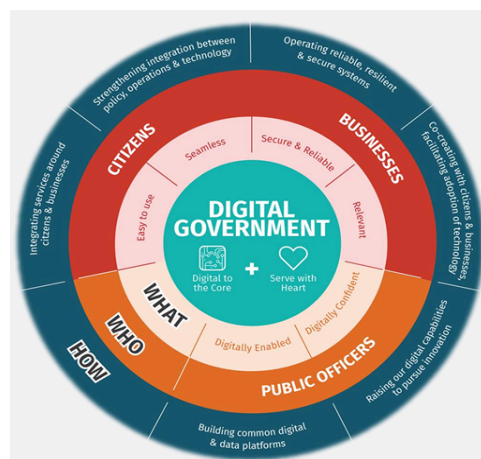 Strengthening integration between
policy, operations & technology
Operating reliable, resilient
& secure systems
Co-creating with citizens & businesses,
facilitating adoption of technology
Integrating services around
citzens & businesses
CITIZENS
BUSINESSES
Easy to use
Seamless
Secure & Reliable
Relevant
DIGITAL
GOVERNMENT
Digital to
the Core
+
Serve with
Heart
WHAT
WHO
HOW
Digitally Enabled
Digitally Confident
PUBLIC OFFICERS
Raising our digital capabilities
to pursue innovation
Building common digital
& data platforms